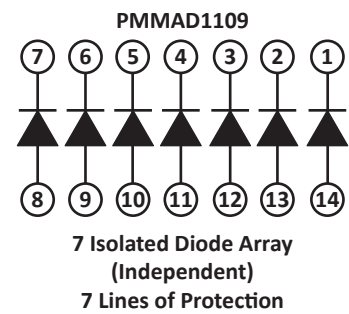 PMMAD1109
7 6 5 4 3 2 1
8 9 10 11 12 13 14
7 Isolated Diode Array
(Independent)
7 Lines of Protection